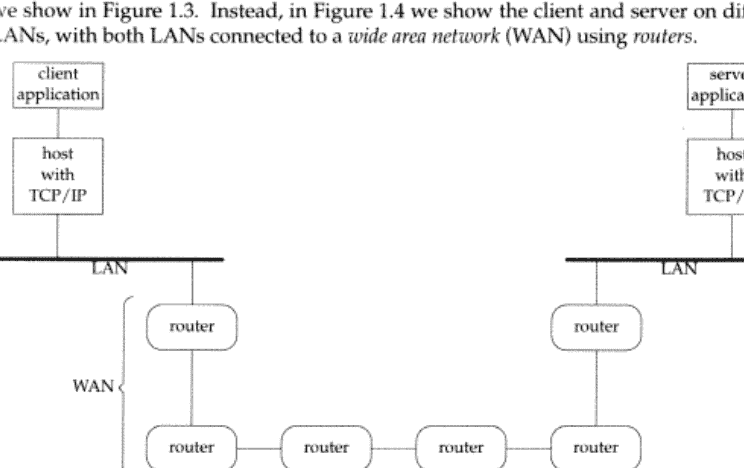 we show in Figure 1.3. Instead, in Figure 1.4 we show the client and server on
LANs, with both LANs connected to a wide area network (WAN) using routers.
client
application
host
with
TCP/IP
LAN
LAN
router
router
WAN
router
router
router
router